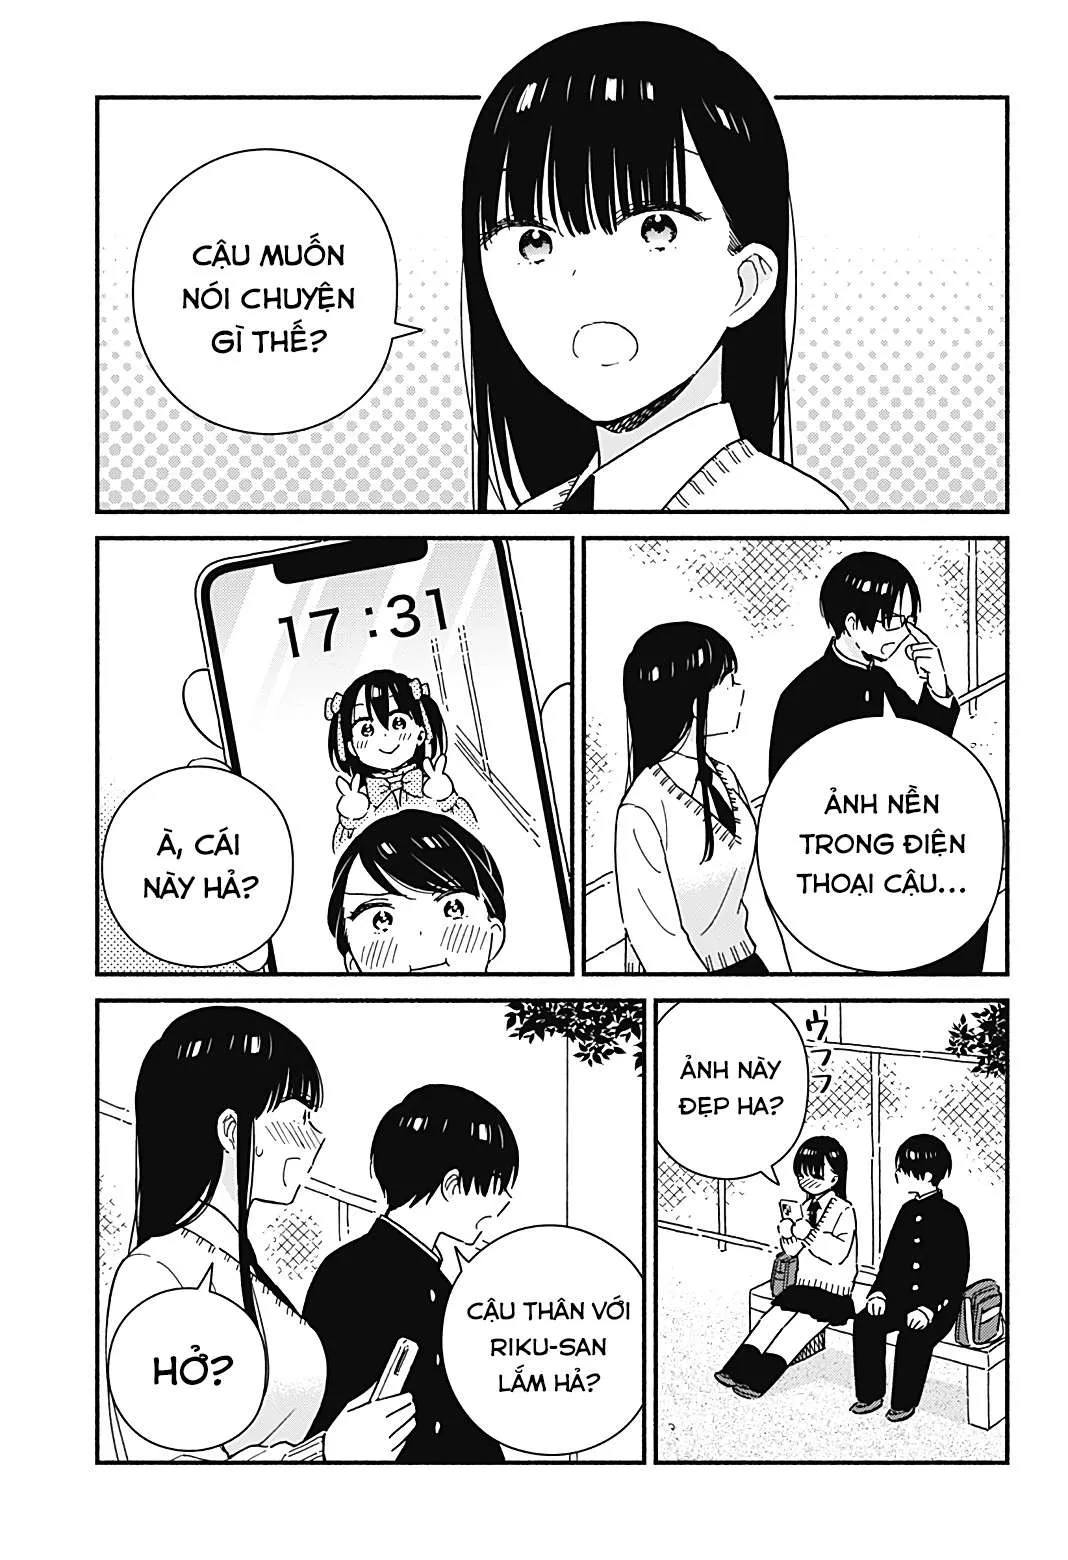 CẬU MUỐN
NÓI CHUYỆN
GÌ THẾ?
ẢNH NỀN
TRONG ĐIỆN
THOẠI CẬU...
17:31
À, CÁI
NÀY HẢ?
ẢNH NÀY
ĐẸP HA?
ウフフ
CẬU THÂN VỚI
RIKU-SAN
LẮM HẢ?
HỞ?